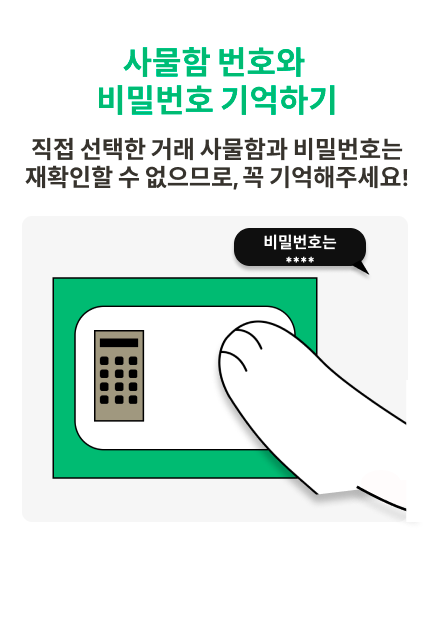 사물함 번호와
비밀번호 기억하기
직접 선택한 거래 사물함과 비밀번호는
재확인할 수 없으므로, 꼭 기억해주세요!
비밀번호는
****